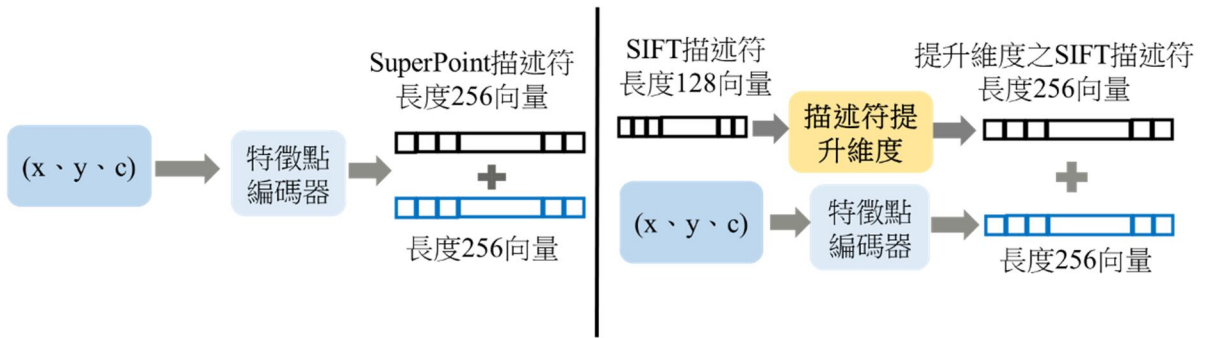 SuperPoint描述符
長度256向量
(x、y、c)
特徵點
編碼器
+
長度256向量
SIFT描述符
長度128向量
描述符提
升維度
提升維度之SIFT描述符
長度256向量
+
(x、y、c)
特徵點
編碼器
長度256向量